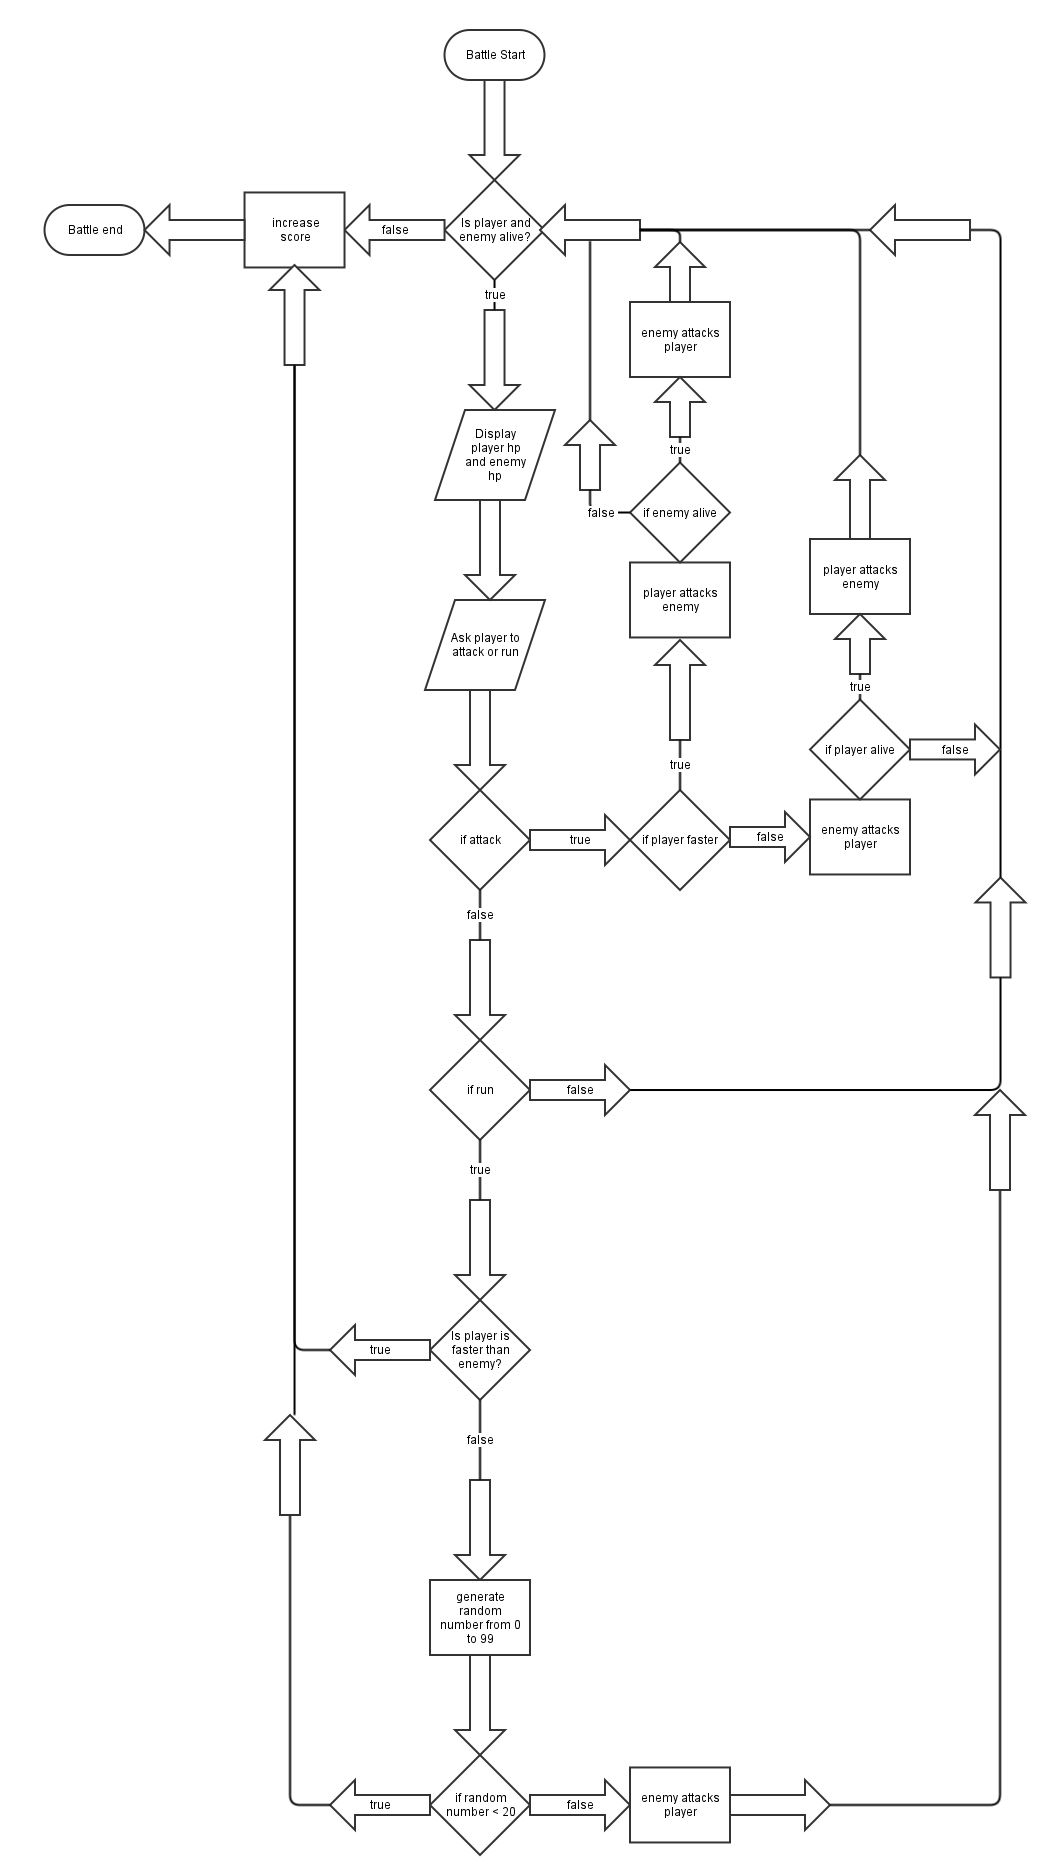 Battle Start
Battle end
increase
score
false
Is player and
enemy alive?
true
enemy attacks
player
true
Display
player hp
and enemy
hp
false
if enemy alive
player attacks
enemy
player attacks
enemy
Ask player to
attack or run
true
true
if player alive
false
if attack
true
if player faster
false
enemy attacks
player
false
if run
false
true
Is player is
faster than
enemy?
true
false
generate
random
number from 0
to 99
true
if random
number < 20
false
enemy attacks
player